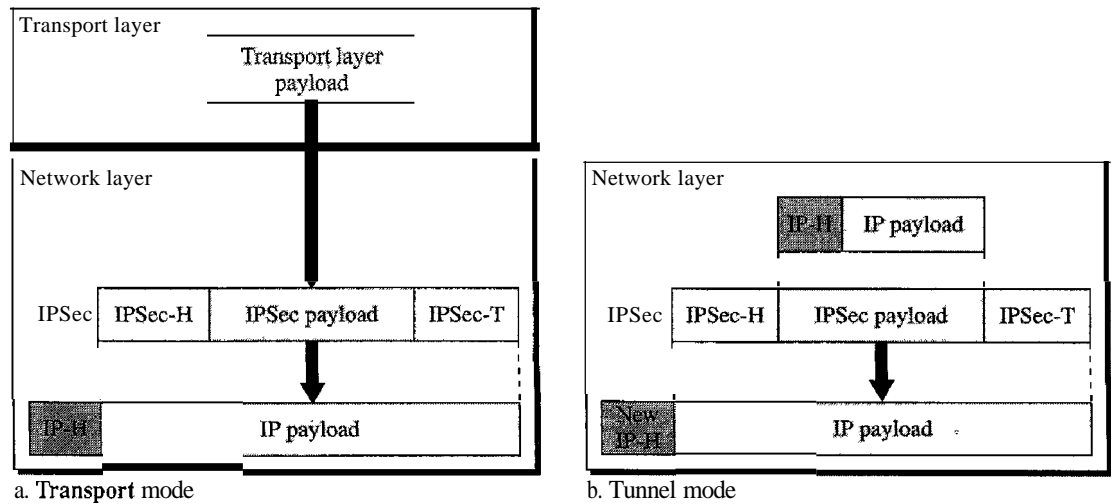 Transport layer
Transport layer
payload
Network layer
IPSec
IPSec-H
IPSec payload
IPSec-T
IP-H
IP payload
a. Transport mode
Network layer
IP-H
IP payload
IPSec
IPSec-H
IPSec payload
IPSec-T
New
IP-H
IP payload
b. Tunnel mode